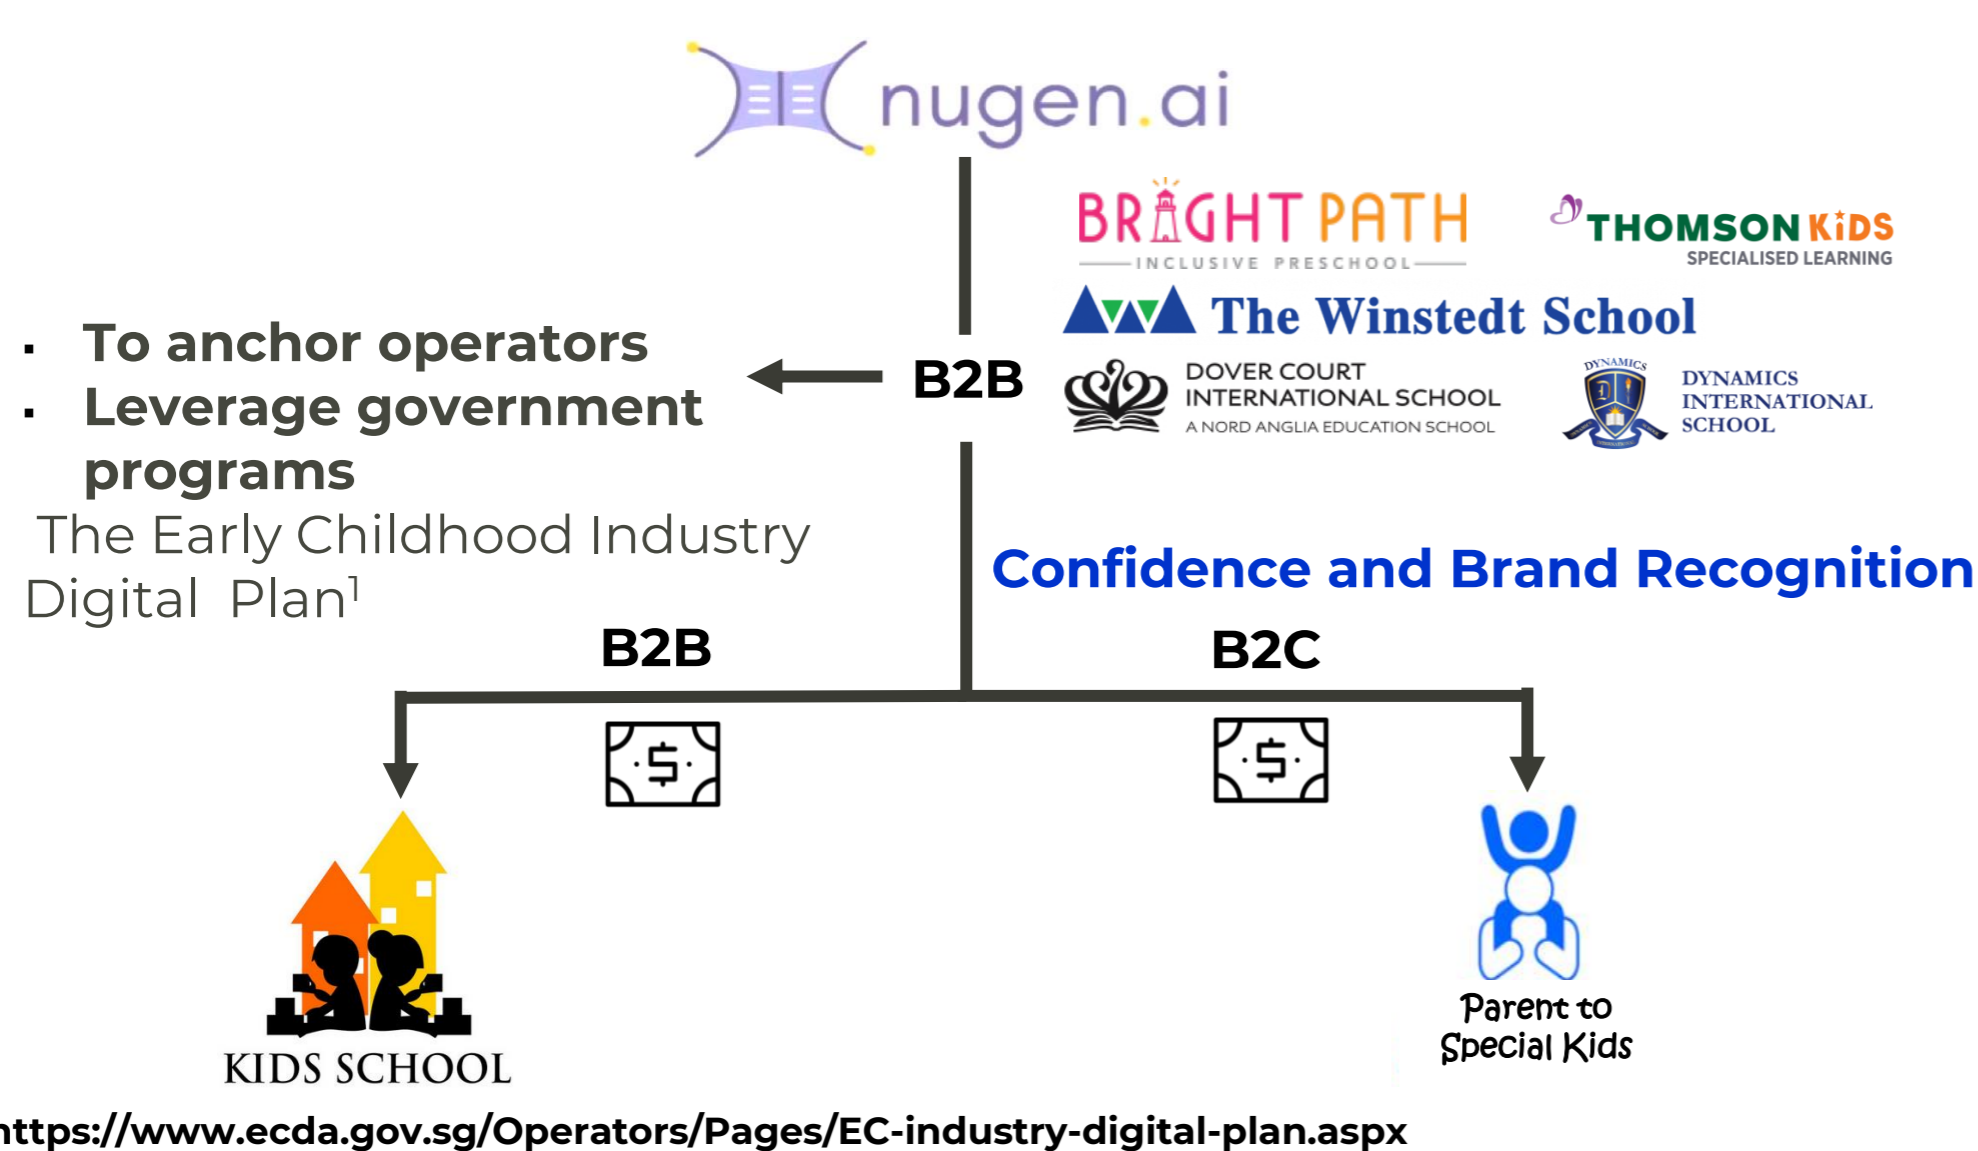 nugen.ai
BRIGHT PATH
INCLUSIVE PRESCHOOL
THOMSON KiDS
SPECIALISED LEARNING
The Winstedt School
▪ To anchor operators
▪ Leverage government
programs
The Early Childhood Industry
Digital Plan¹
B2B
DOVER COURT
INTERNATIONAL SCHOOL
A NORD ANGLIA EDUCATION SCHOOL
DYNAMICS
D
DYNAMICS
INTERNATIONAL
SCHOOL
Confidence and Brand Recognition
B2B
B2C
$
$
KIDS SCHOOL
Parent to
Special Kids
https://www.ecda.gov.sg/Operators/Pages/EC-industry-digital-plan.aspx